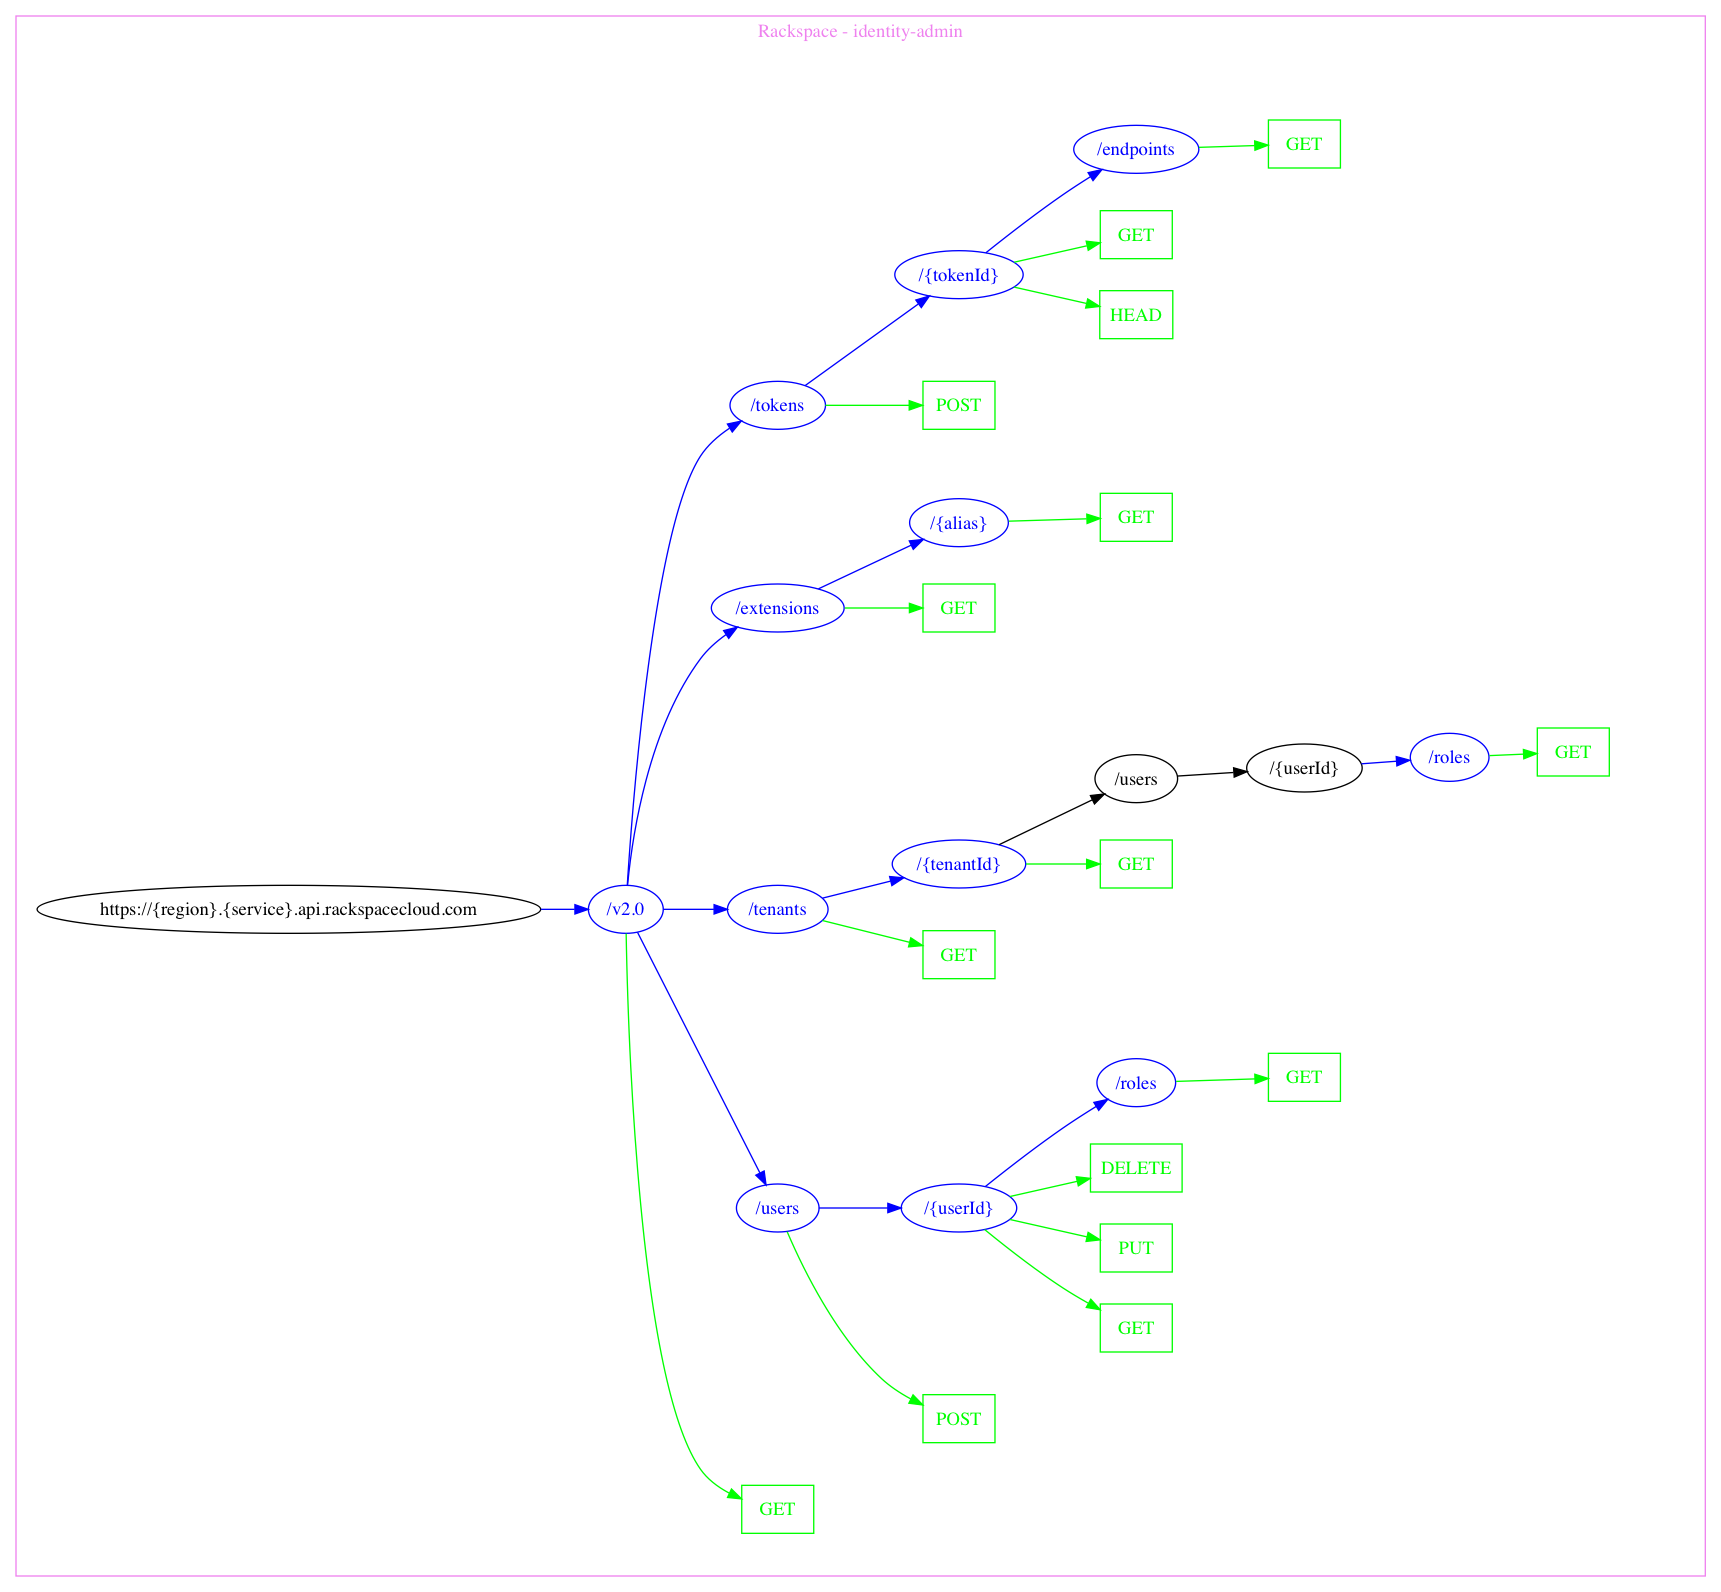 Rackspace - identity-admin
/endpoints
GET
GET
/{tokenId}
HEAD
/tokens
POST
/{alias}
GET
/extensions
GET
/users
/{userId}
/roles
GET
/{tenantId}
GET
https://{region}.{service}.api.rackspacecloud.com
/v2.0
/tenants
GET
/roles
GET
DELETE
/users
/{userId}
PUT
GET
POST
GET